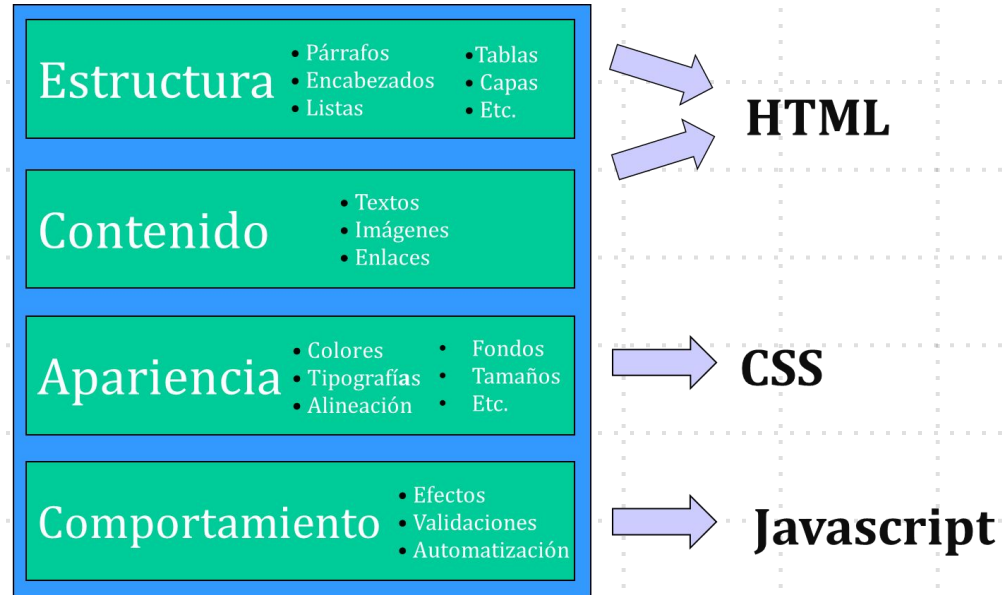 Estructura
• Párrafos
• Encabezados
• Listas
• Tablas
• Capas
• Etc.
HTML
Contenido
• Textos
• Imágenes
• Enlaces
Apariencia
• Colores
• Tipografías
• Alineación
• Fondos
• Tamaños
• Etc.
CSS
Comportamiento
• Efectos
• Validaciones
• Automatización
Javascript